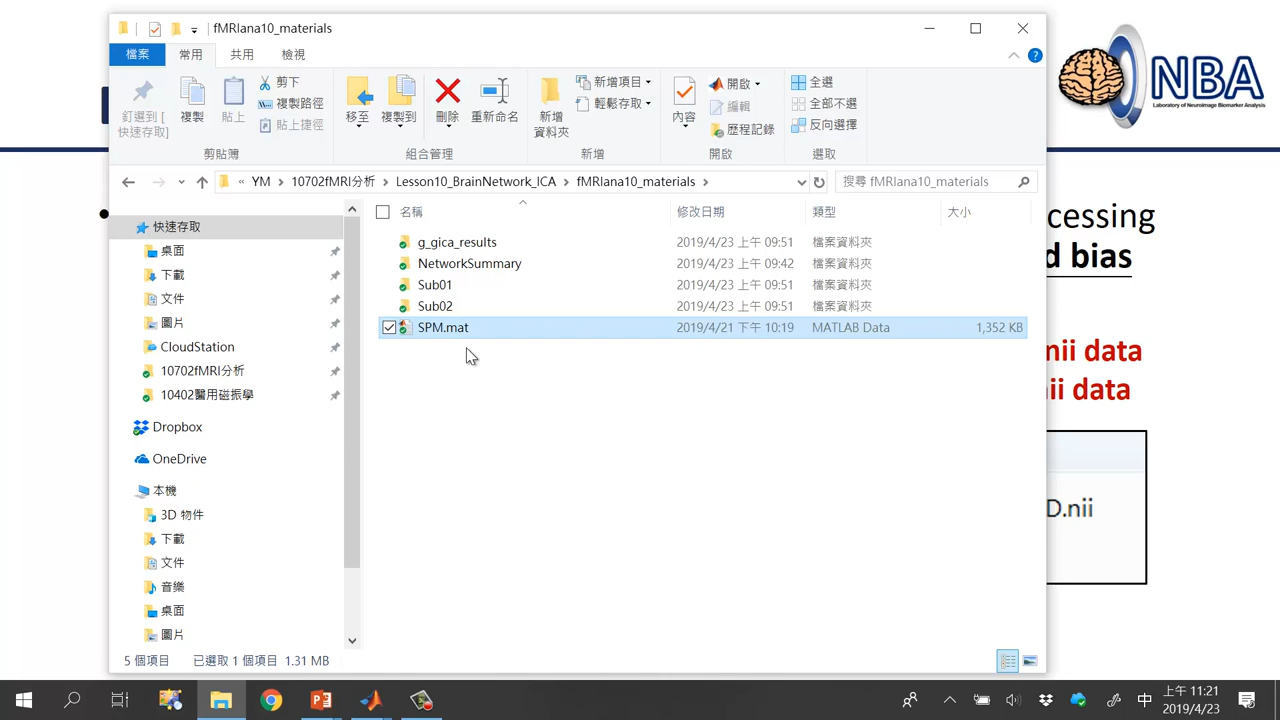 fMRIana10_materials
檔案
常用
共用
檢視
釘選到 [
快速存取]
複製
貼上
剪下
複製路徑
貼上捷徑
剪貼簿
移至
複製到
刪除
重新命名
組合管理
新增
資料夾
新增項目
輕鬆存取
新增
內容
開啟
編輯
歷程記錄
開啟
全選
全部不選
反向選擇
選取
NBA
Laboratory of Neuroimage Biomarker Analysis
« YM > 10702fMRI分析 > Lesson10_BrainNetwork_ICA > fMRIana10_materials >
搜尋 fMRIana10_materials
名稱 修改日期 類型 大小
g_gica_results 2019/4/23 上午 09:51 檔案資料夾
NetworkSummary 2019/4/23 上午 09:42 檔案資料夾
Sub01 2019/4/23 上午 09:51 檔案資料夾
Sub02 2019/4/23 上午 09:51 檔案資料夾
SPM.mat 2019/4/21 下午 10:19 MATLAB Data 1,352 KB
快速存取
桌面
下載
文件
圖片
CloudStation
10702fMRI分析
10402醫用磁振學
Dropbox
OneDrive
本機
3D 物件
下載
文件
音樂
桌面
圖片
cessing
d bias
nii data
ii data
D.nii
5 個項目 已選取 1 個項目 1.31 MB
中
上午 11:21
2019/4/23